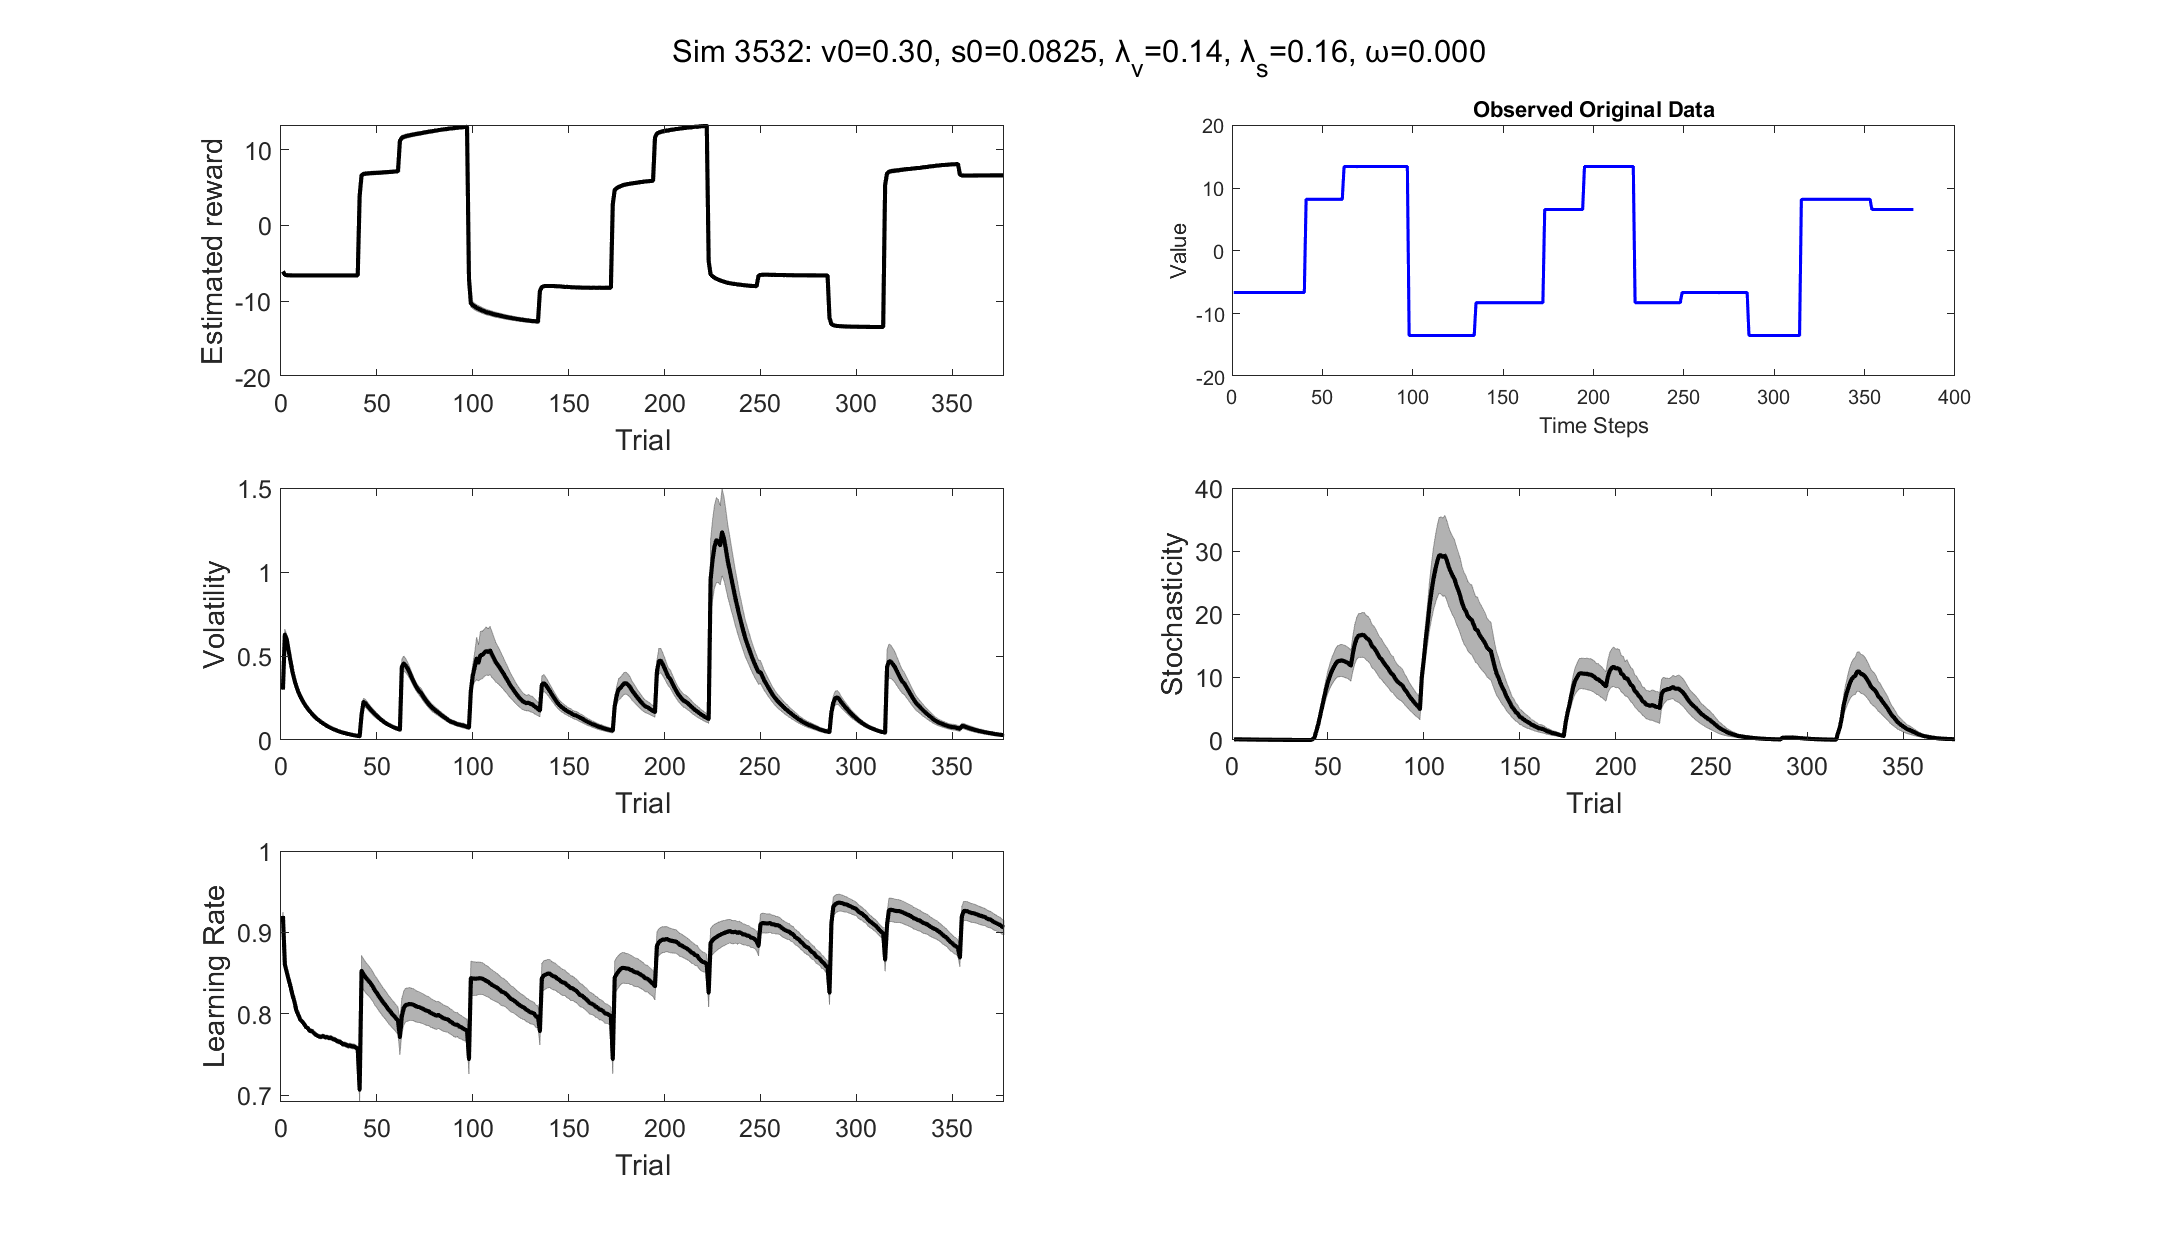 Sim 3532: v0=0.30, s0=0.0825, λ_v=0.14, λ_s=0.16, ω=0.000
Estimated reward
10
0
-10
-20
0 50 100 150 200 250 300 350
Trial
Observed Original Data
Value
20
10
0
-10
-20
0 50 100 150 200 250 300 350 400
Time Steps
Volatility
1.5
1
0.5
0
0 50 100 150 200 250 300 350
Trial
Stochasticity
40
30
20
10
0
0 50 100 150 200 250 300 350
Trial
Learning Rate
1
0.9
0.8
0.7
0 50 100 150 200 250 300 350
Trial